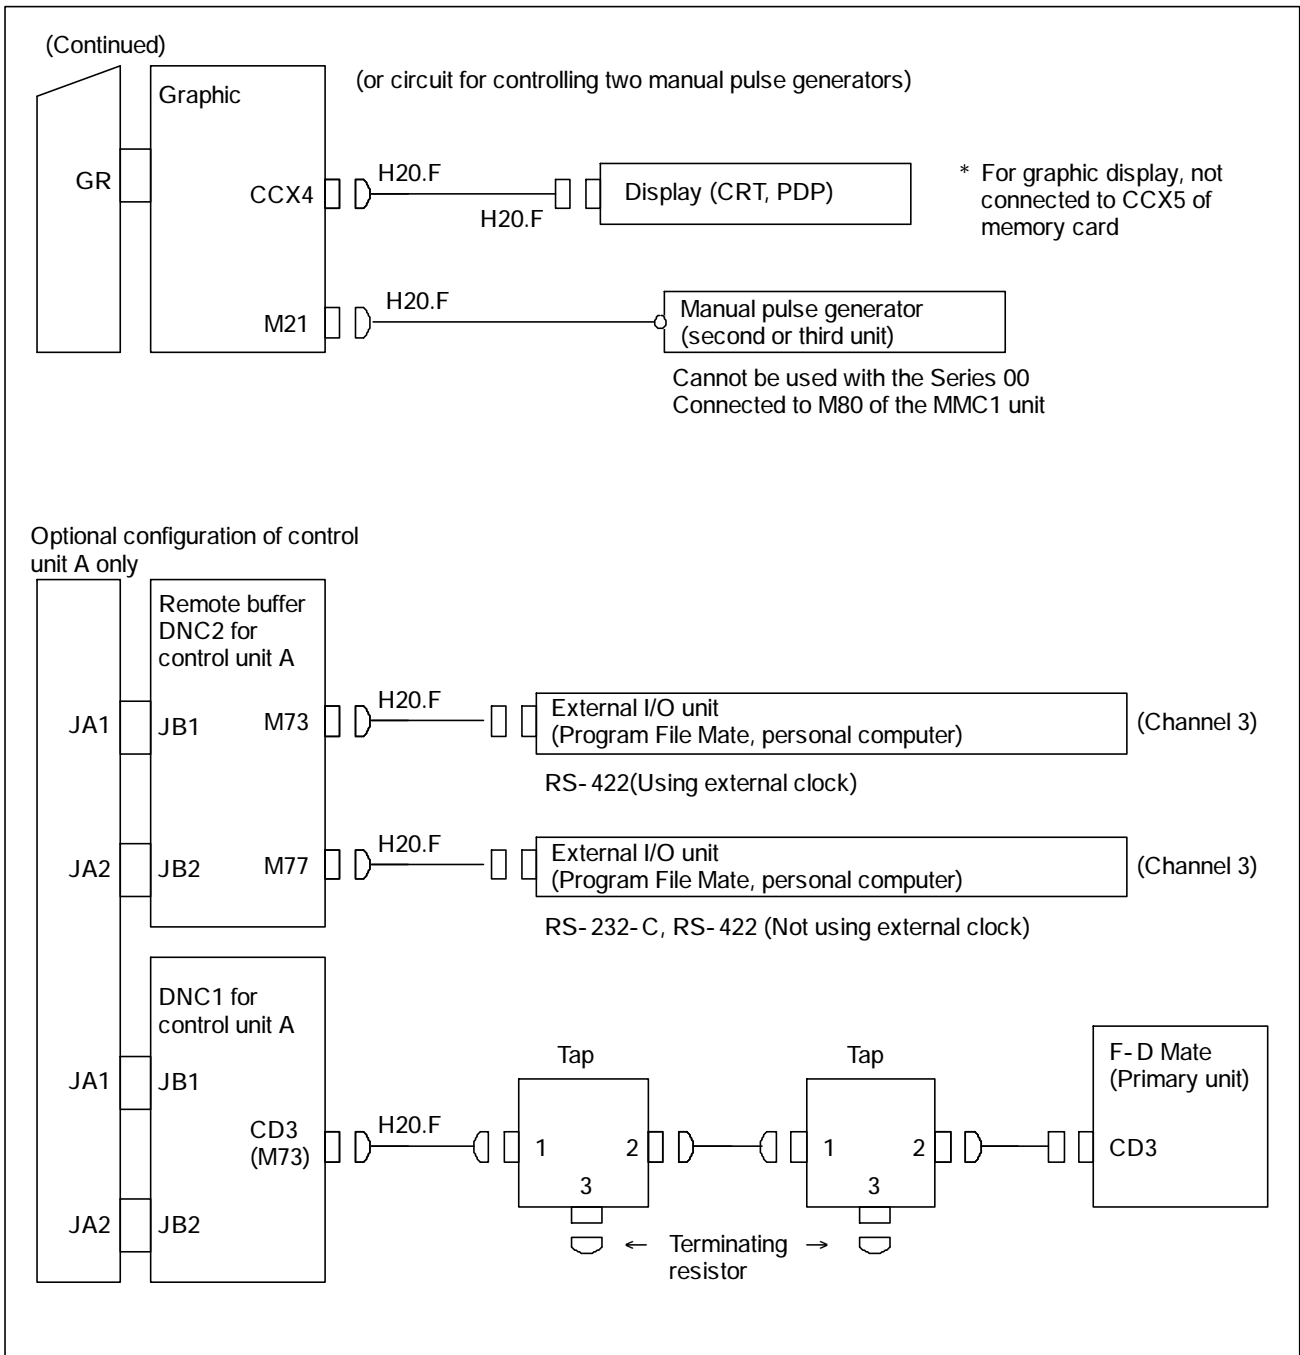 (Continued)
Graphic
(or circuit for controlling two manual pulse generators)
GR
CCX4
H20.F
H20.F
Display (CRT, PDP)
* For graphic display, not
connected to CCX5 of
memory card
M21
H20.F
Manual pulse generator
(second or third unit)
Cannot be used with the Series 00
Connected to M80 of the MMC1 unit
Optional configuration of control
unit A only
Remote buffer
DNC2 for
control unit A
JA1
JB1
M73
H20.F
External I/O unit
(Program File Mate, personal computer)
(Channel 3)
RS-422(Using external clock)
JA2
JB2
M77
H20.F
External I/O unit
(Program File Mate, personal computer)
(Channel 3)
RS-232-C, RS-422 (Not using external clock)
DNC1 for
control unit A
JA1
JB1
CD3
(M73)
H20.F
Tap
1
2
3
Tap
1
2
3
F-D Mate
(Primary unit)
CD3
JA2
JB2
← Terminating →
resistor